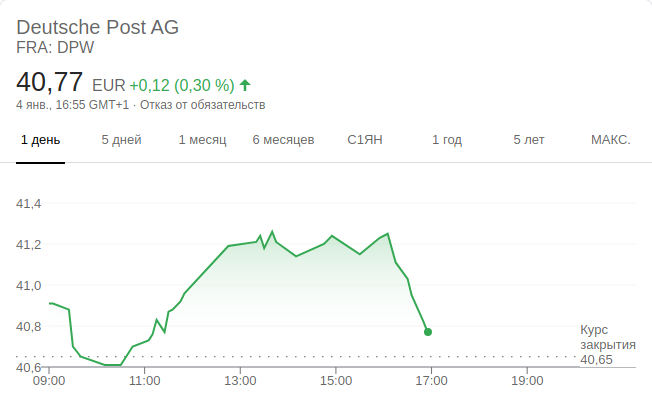 Deutsche Post AG
FRA: DPW
40,77 EUR +0,12 (0,30 %)
4 янв., 16:55 GMT+1 · Отказ от обязательств
1 день 5 дней 1 месяц 6 месяцев С1ЯН 1 год 5 лет МАКС.
41,4
41,2
41,0
40,8
40,6
Курс
закрытия
40,65
09:00 11:00 13:00 15:00 17:00 19:00